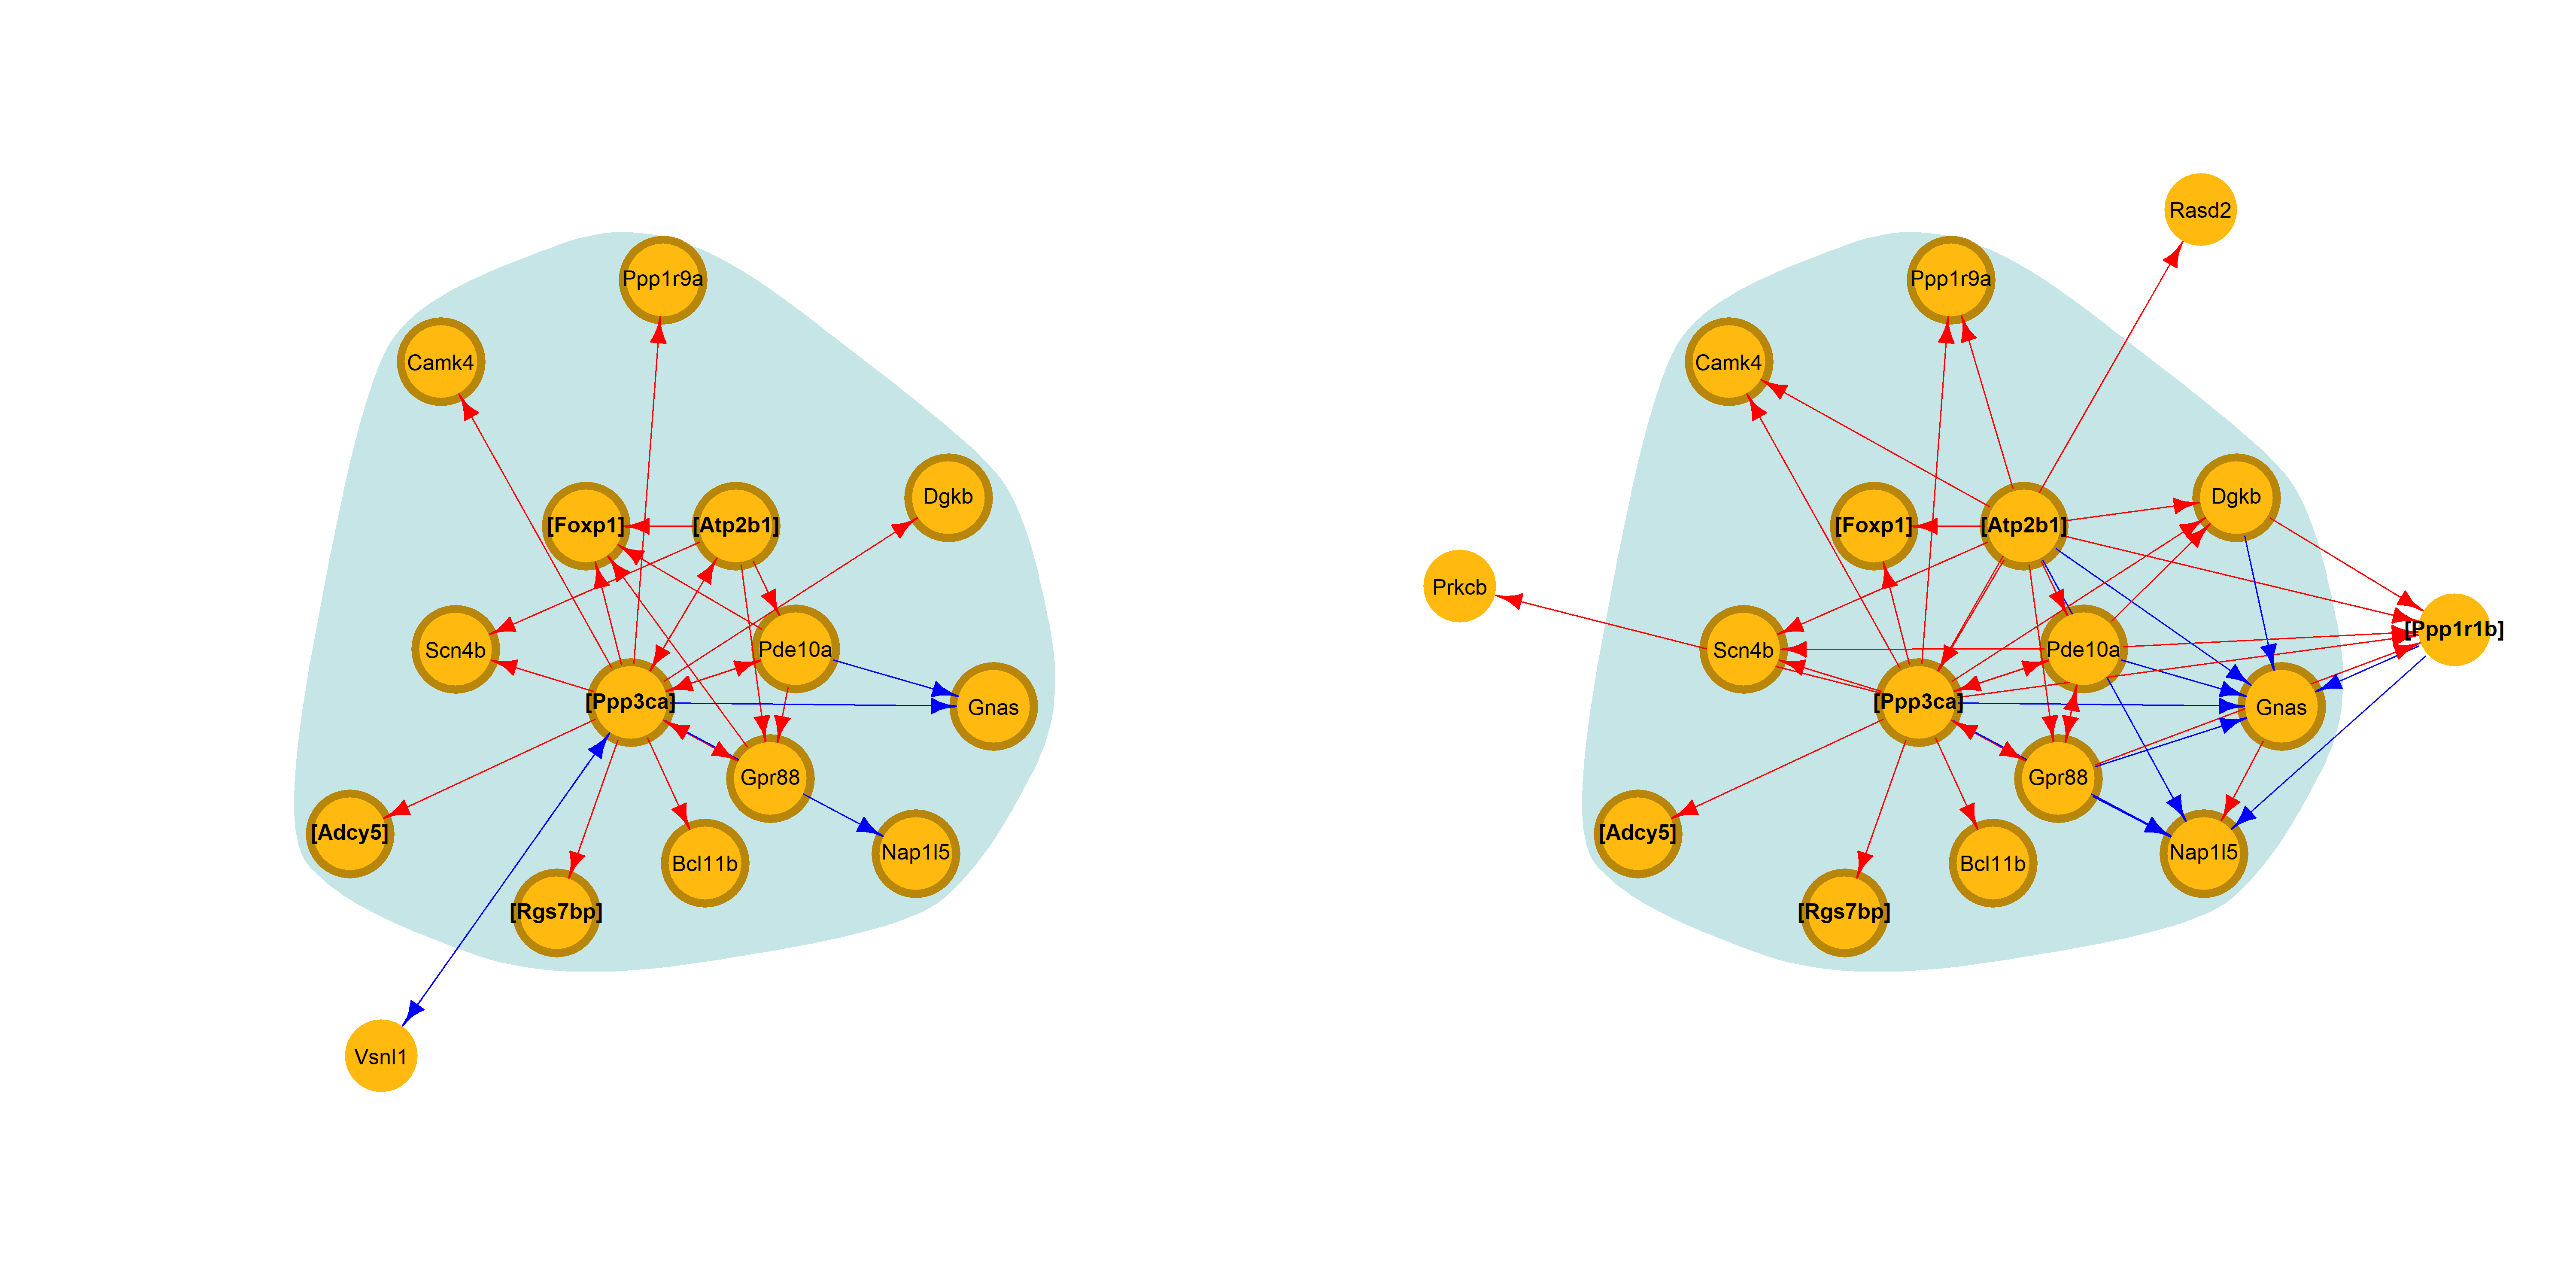 Ppp1r9a
Camk4
Dgkb
[Foxp1]
[Atp2b1]
Scn4b
Pde10a
[Ppp3ca]
Gnas
Gpr88
[Adcy5]
Nap1l5
Bcl11b
[Rgs7bp]
Vsnl1
Rasd2
Ppp1r9a
Camk4
Dgkb
[Foxp1]
[Atp2b1]
Prkcb
[Ppp1r1b]
Scn4b
Pde10a
[Ppp3ca]
Gnas
Gpr88
[Adcy5]
Nap1l5
Bcl11b
[Rgs7bp]